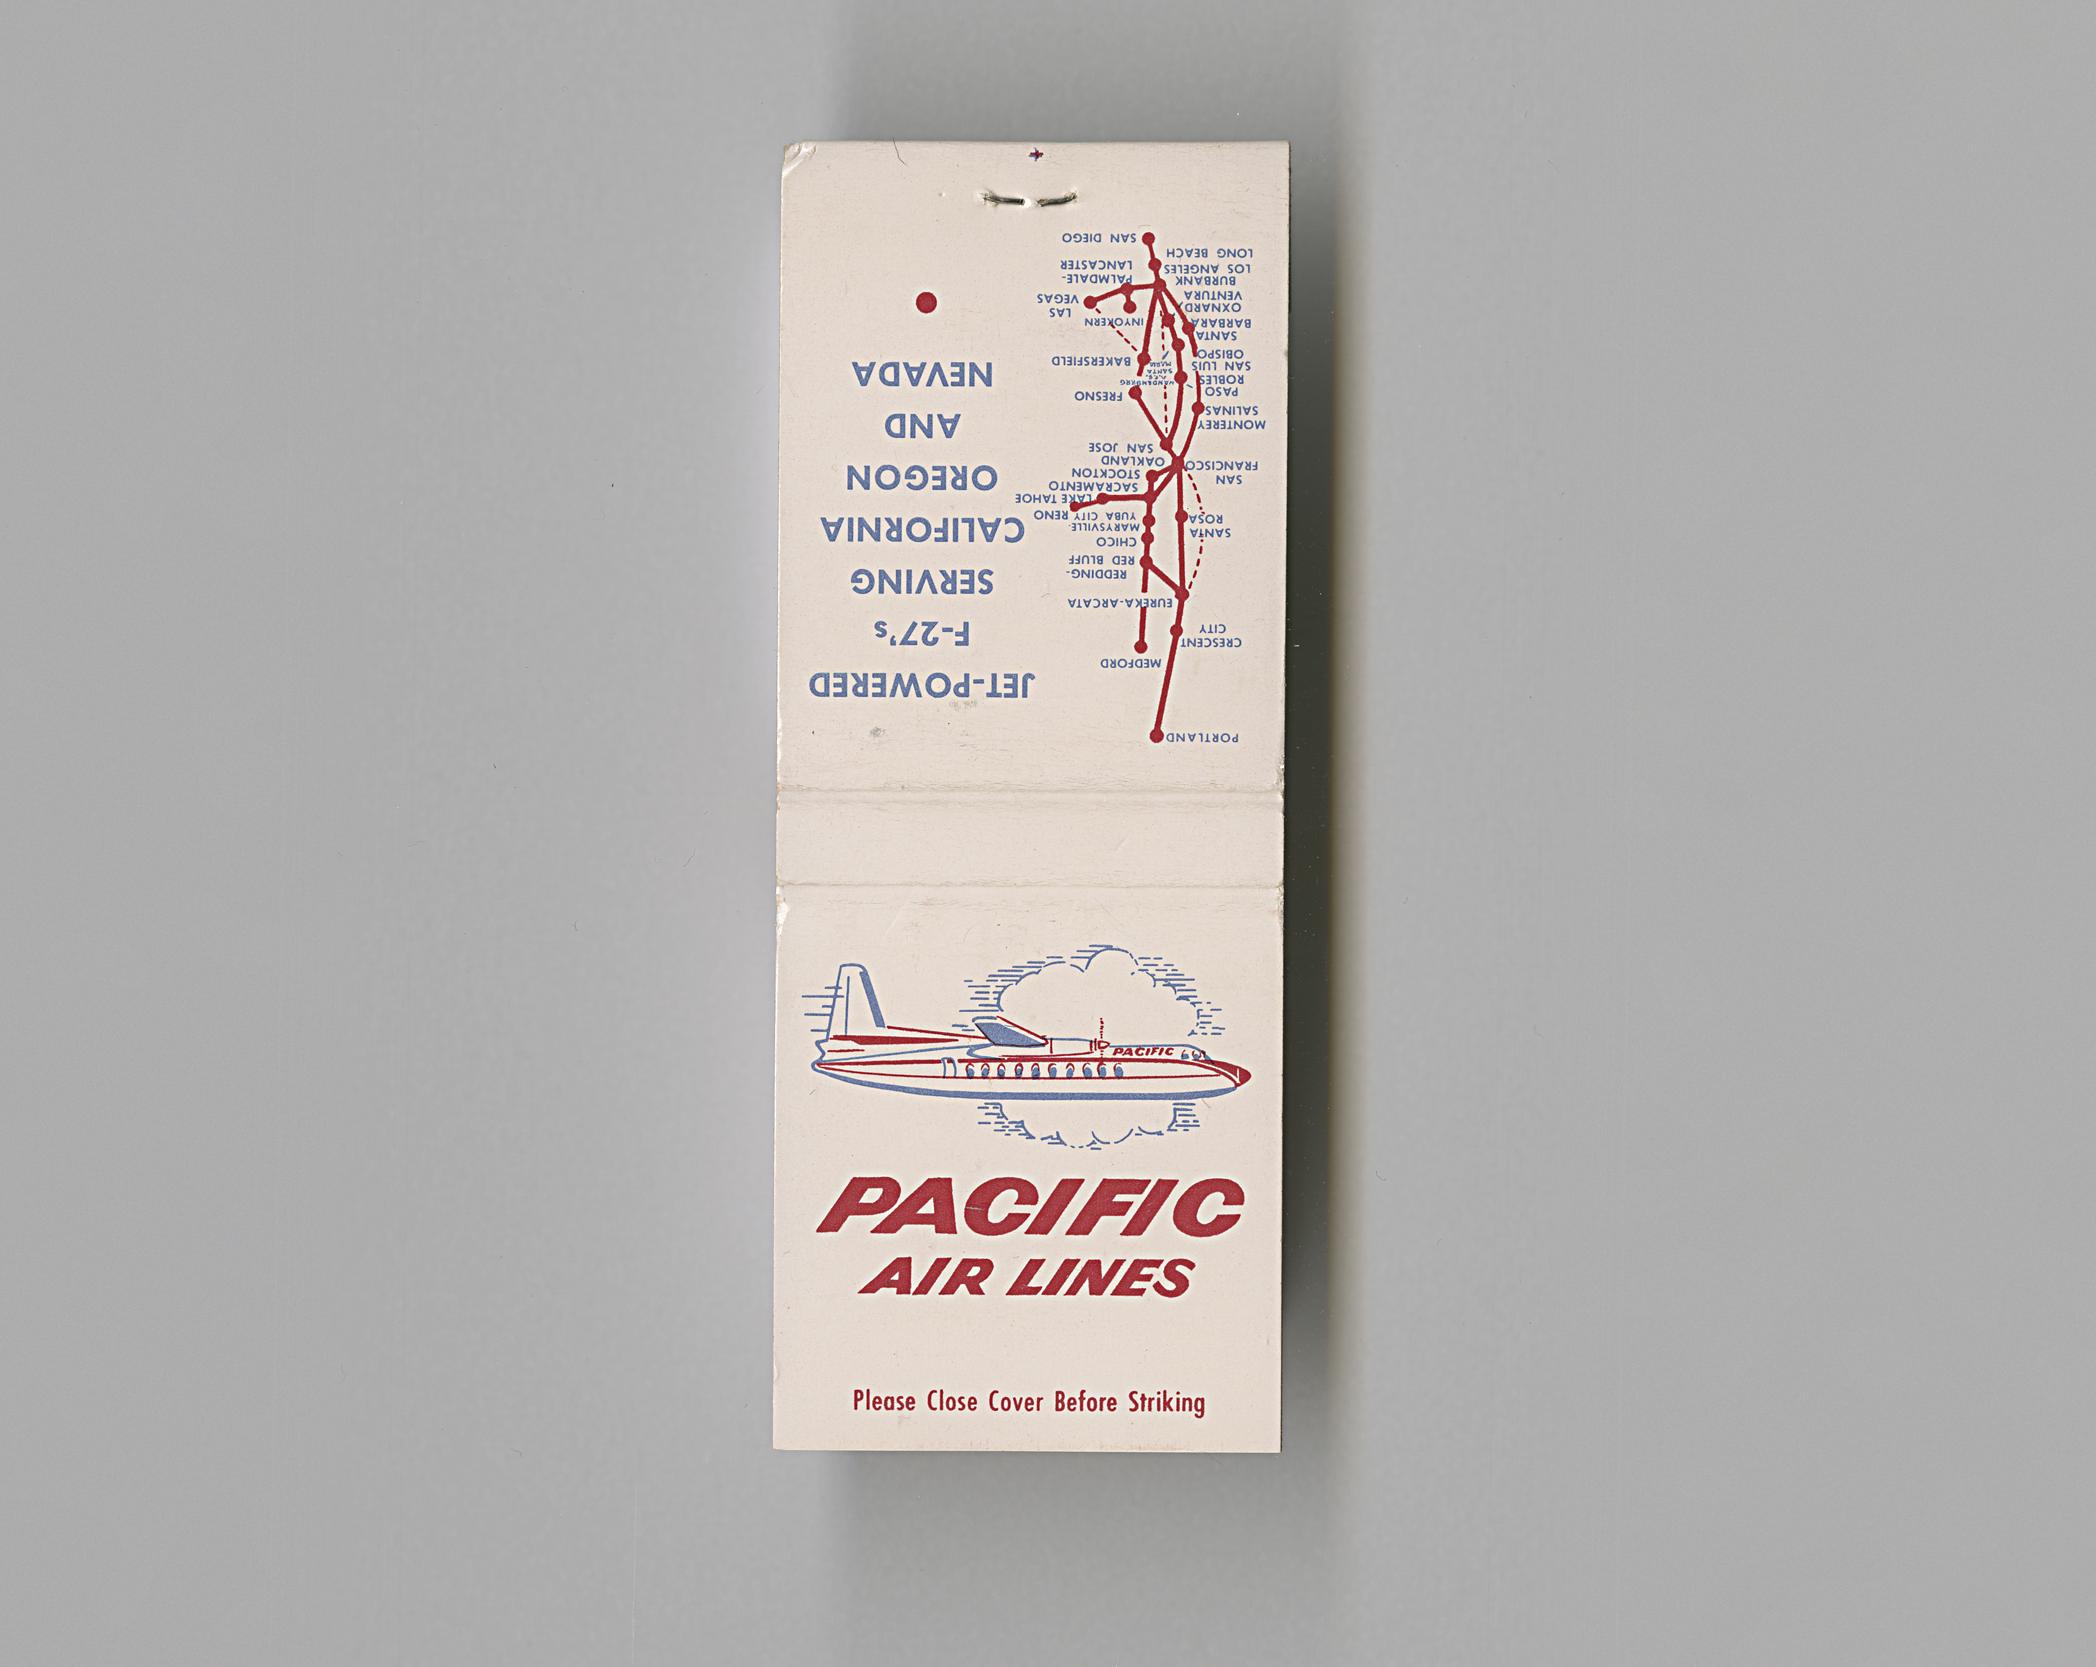 PACIFIC
PACIFIC
AIR LINES
Please Close Cover Before Striking
JET-POWERED
F-27's
SERVING
CALIFORNIA
OREGON
AND
NEVADA
PORTLAND
MEDFORD
CRESCENT
CITY
EUREKA-ARCATA
REDDING-
RED BLUFF
CHICO
MARYSVILLE-
YUBA CITY
RENO
SANTA
ROSA
LAKE TAHOE
SACRAMENTO
STOCKTON
OAKLAND
SAN
FRANCISCO
SAN JOSE
MONTEREY
SALINAS
FRESNO
PASO
ROBLES
SAN LUIS
OBISPO
VANDENBERG
A.F.B.
SANTA
MARIA
BAKERSFIELD
SANTA
BARBARA
INYOKERN
LAS
VEGAS
OXNARD
VENTURA
PALMDALE-
LANCASTER
BURBANK
LOS ANGELES
LONG BEACH
SAN DIEGO